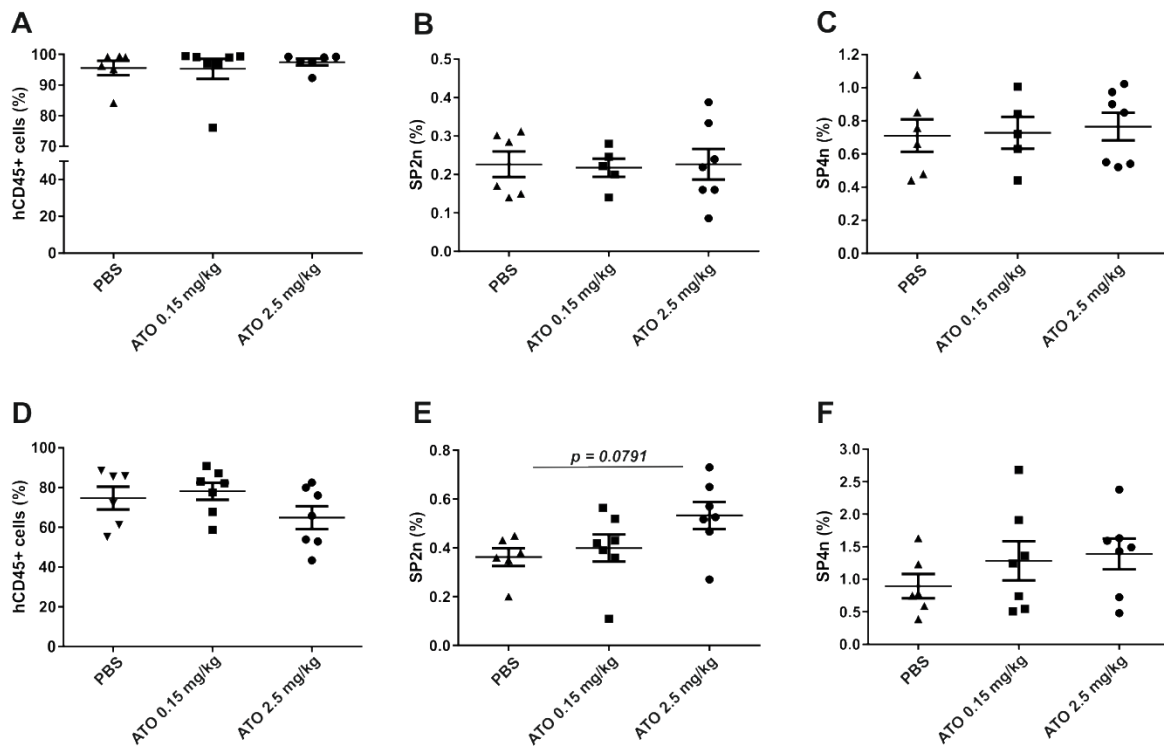 A
hCD45+ cells (%)
100
90
80
70
60
40
20
0
PBS
ATO 0.15 mg/kg
ATO 2.5 mg/kg
B
SP2n (%)
0.5
0.4
0.3
0.2
0.1
0.0
PBS
ATO 0.15 mg/kg
ATO 2.5 mg/kg
C
SP4n (%)
1.2
1.0
0.8
0.6
0.4
0.2
0.0
PBS
ATO 0.15 mg/kg
ATO 2.5 mg/kg
D
hCD45+ cells (%)
100
80
60
40
20
0
PBS
ATO 0.15 mg/kg
ATO 2.5 mg/kg
E
SP2n (%)
0.8
0.6
0.4
0.2
0.0
p = 0.0791
PBS
ATO 0.15 mg/kg
ATO 2.5 mg/kg
F
SP4n (%)
3.0
2.5
2.0
1.5
1.0
0.5
0.0
PBS
ATO 0.15 mg/kg
ATO 2.5 mg/kg